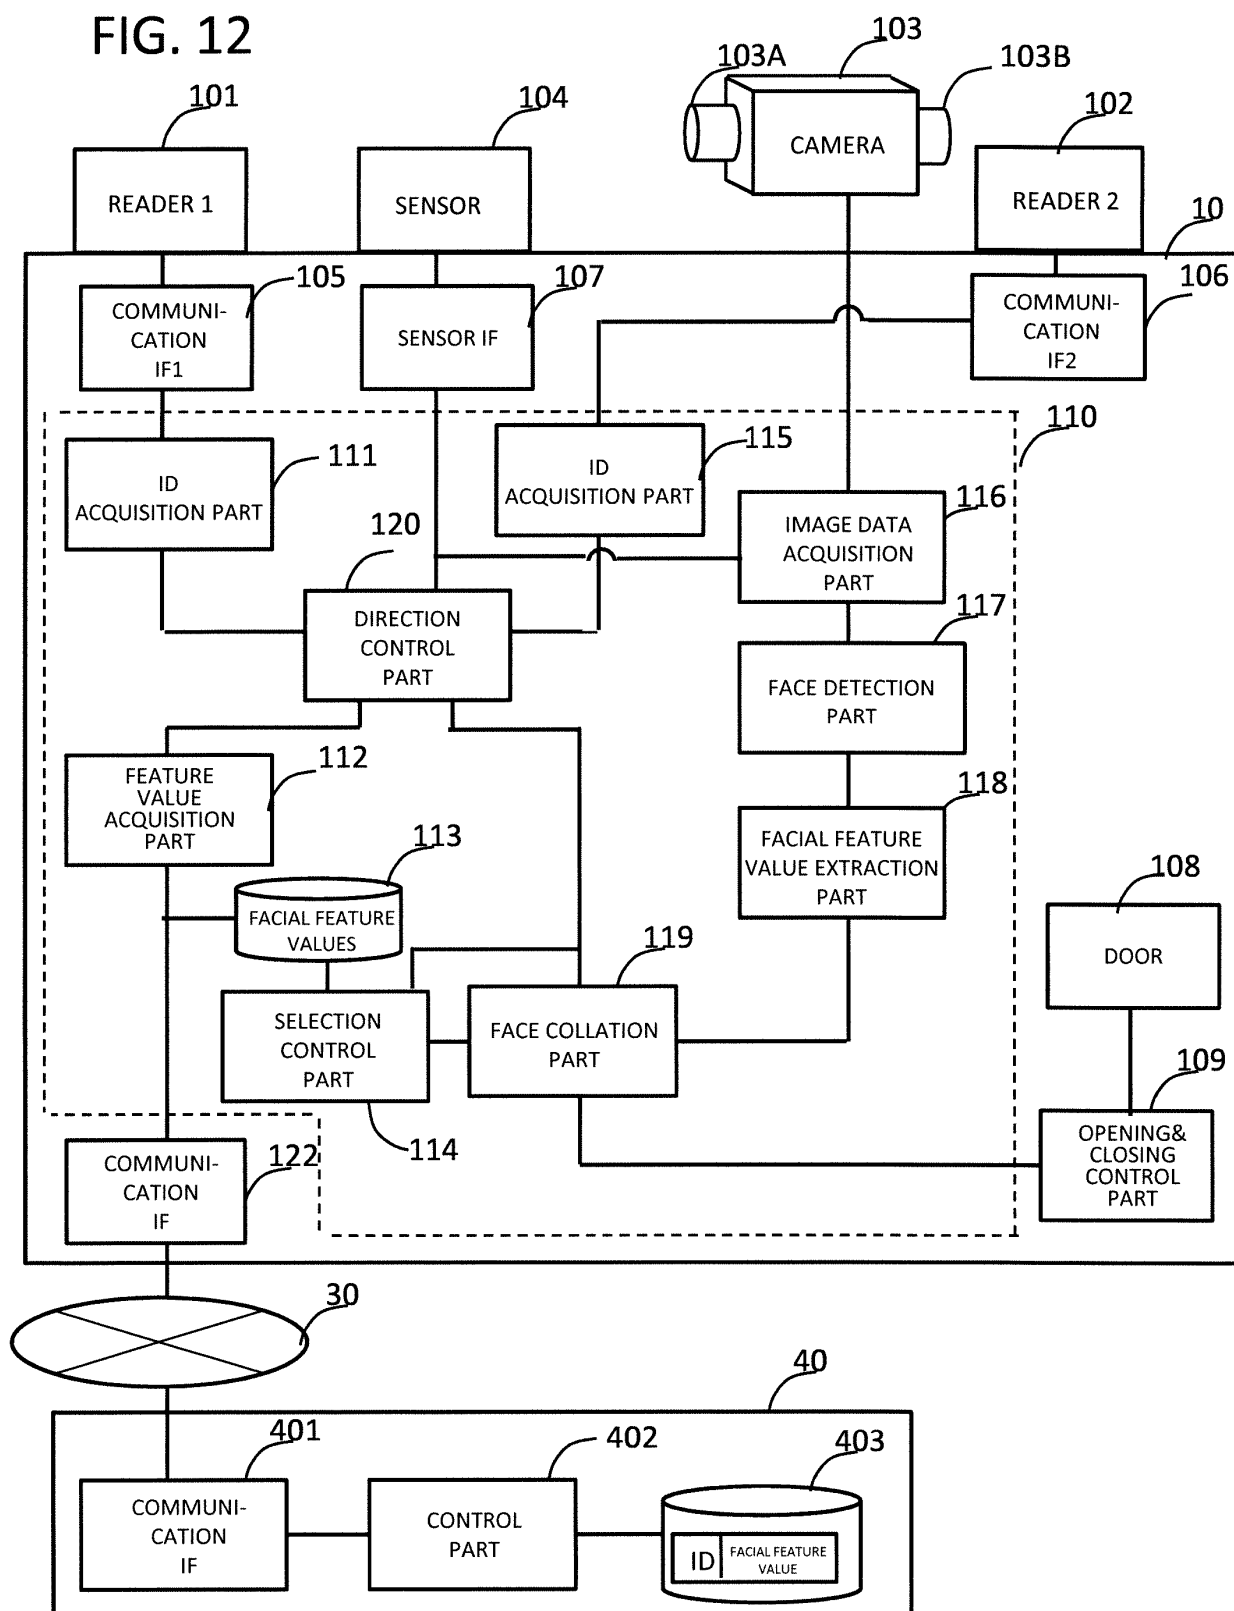 FIG. 12
103
103A
103B
101
104
102
CAMERA
READER 1
SENSOR
READER 2
10
105
107
106
COMMUNI-
CATION
IF1
SENSOR IF
COMMUNI-
CATION
IF2
110
111
115
ID
ACQUISITION PART
ID
ACQUISITION PART
116
120
IMAGE DATA
ACQUISITION
PART
DIRECTION
CONTROL
PART
117
FACE DETECTION
PART
112
FEATURE
VALUE
ACQUISITION
PART
118
FACIAL FEATURE
VALUE EXTRACTION
PART
113
FACIAL FEATURE
VALUES
108
DOOR
119
SELECTION
CONTROL
PART
FACE COLLATION
PART
109
114
OPENING&
CLOSING
CONTROL
PART
122
COMMUNI-
CATION
IF
30
40
401
402
403
COMMUNI-
CATION
IF
CONTROL
PART
ID
FACIAL FEATURE
VALUE